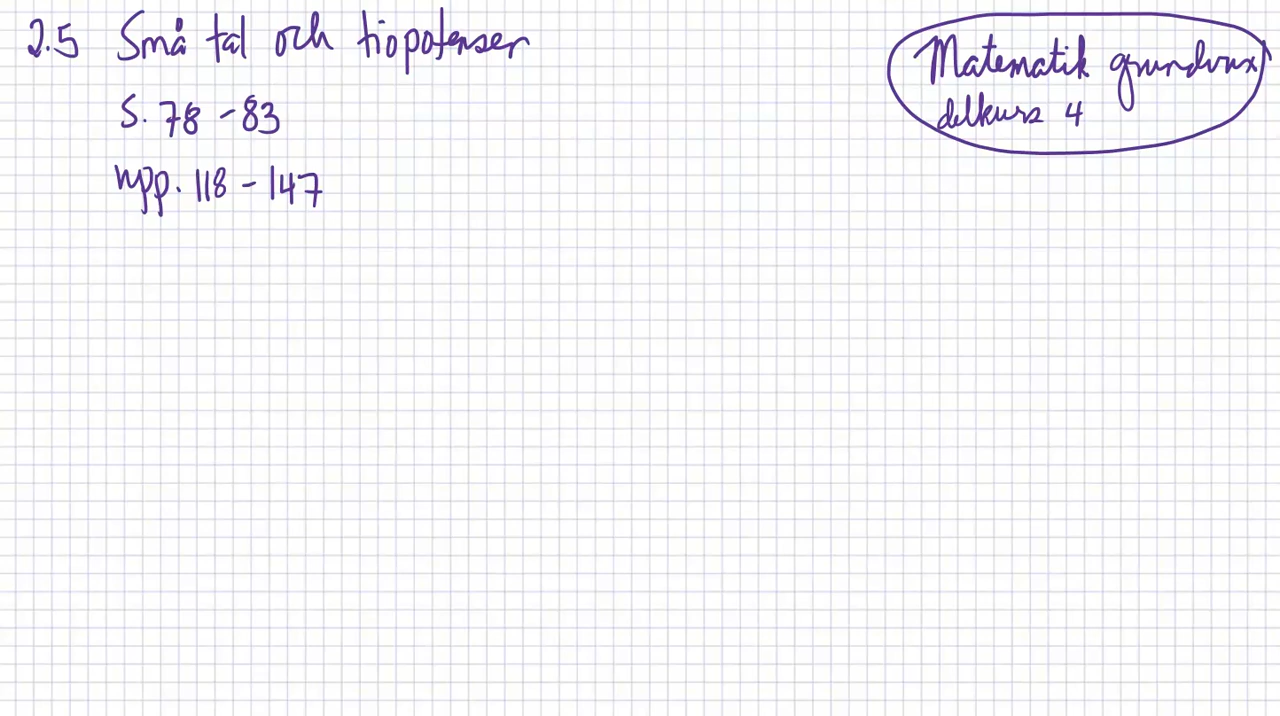 2.5 Små tal och tiopotenser
s. 78 - 83
upp. 118 - 147
Matematik grundvux
delkurs 4